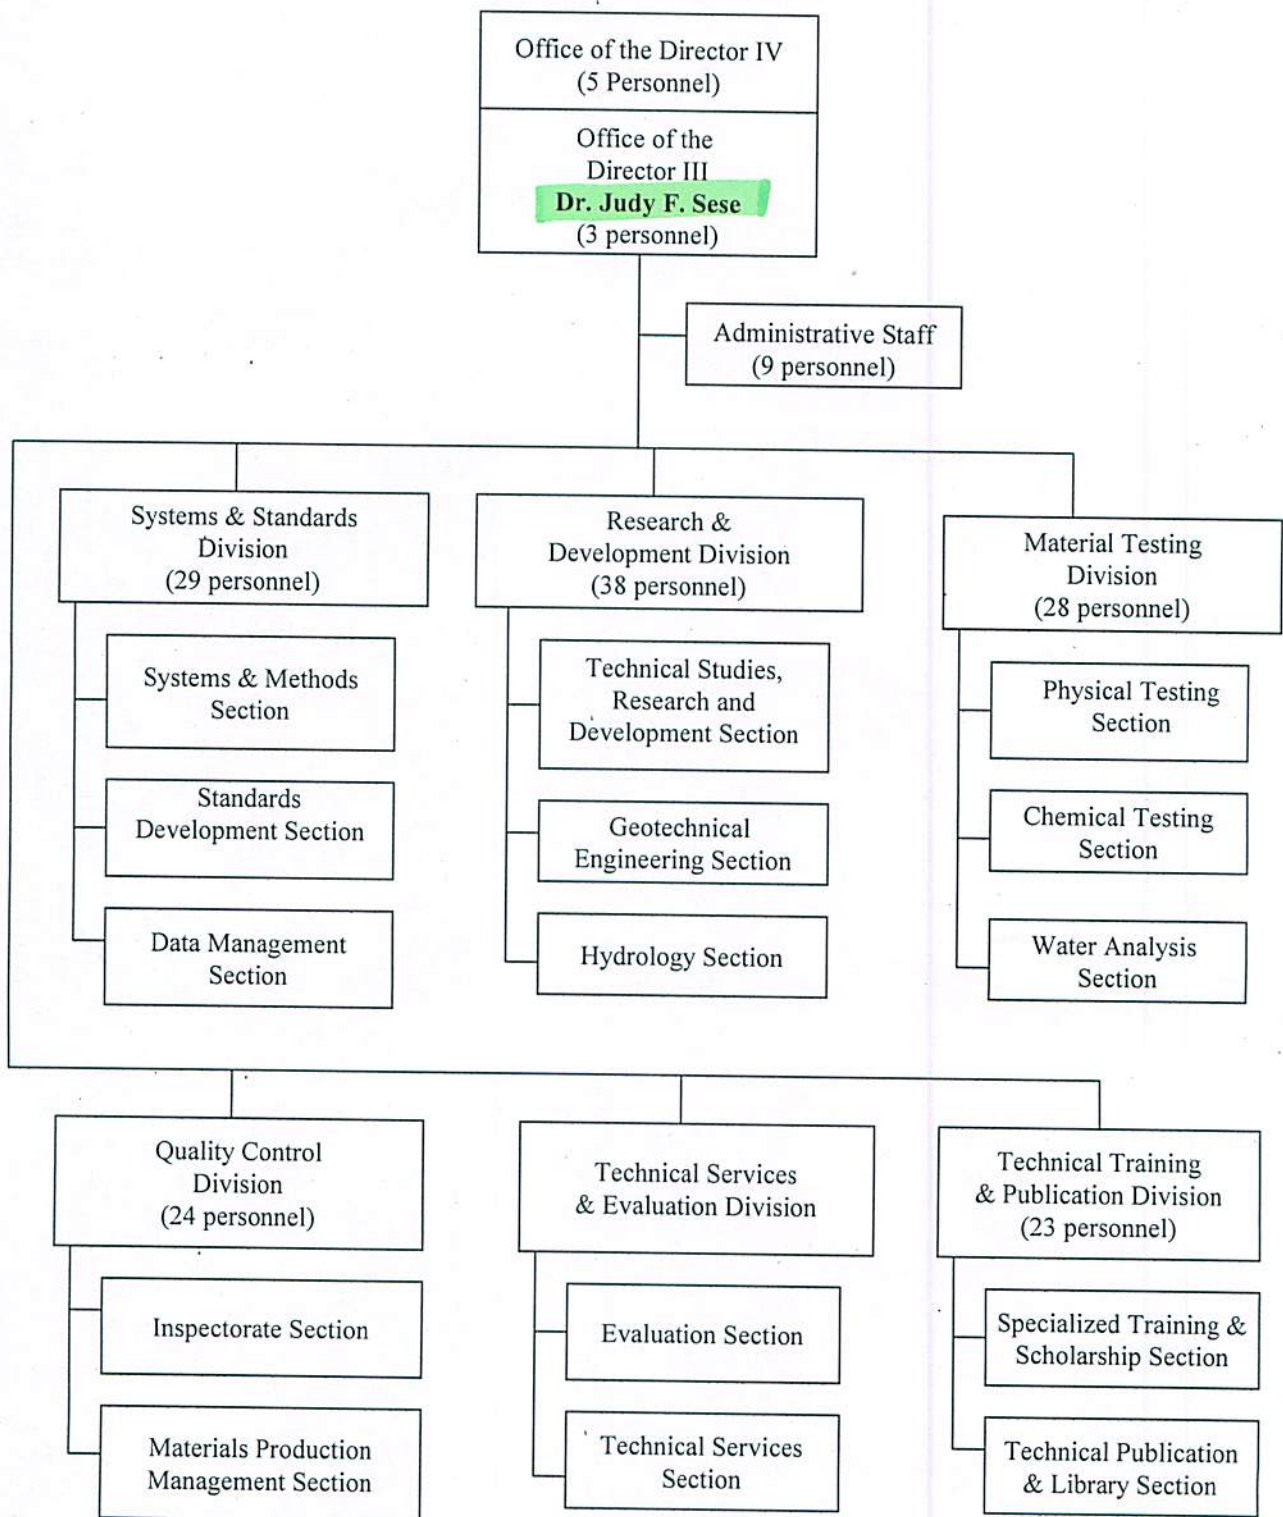 Office of the Director IV
(5 Personnel)
Office of the
Director III
Dr. Judy F. Sese
(3 personnel)
Administrative Staff
(9 personnel)
Systems & Standards
Division
(29 personnel)
Systems & Methods
Section
Standards
Development Section
Data Management
Section
Research &
Development Division
(38 personnel)
Technical Studies,
Research and
Development Section
Geotechnical
Engineering Section
Hydrology Section
Material Testing
Division
(28 personnel)
Physical Testing
Section
Chemical Testing
Section
Water Analysis
Section
Quality Control
Division
(24 personnel)
Inspectorate Section
Materials Production
Management Section
Technical Services
& Evaluation Division
Evaluation Section
Technical Services
Section
Technical Training
& Publication Division
(23 personnel)
Specialized Training &
Scholarship Section
Technical Publication
& Library Section